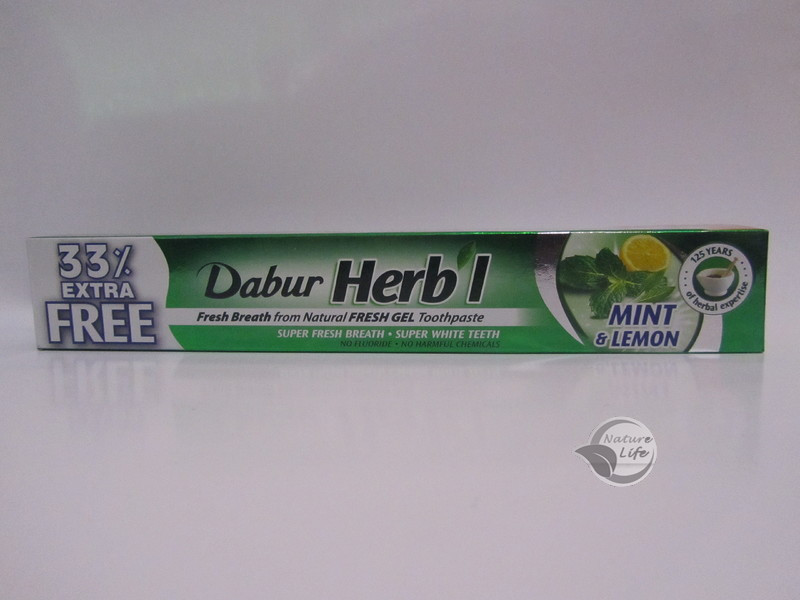 33% EXTRA FREE
Dabur Herb'l
Fresh Breath from Natural FRESH GEL Toothpaste
SUPER FRESH BREATH • SUPER WHITE TEETH
NO FLUORIDE • NO HARMFUL CHEMICALS
MINT
& LEMON
125 YEARS
of herbal expertise
Nature
Life